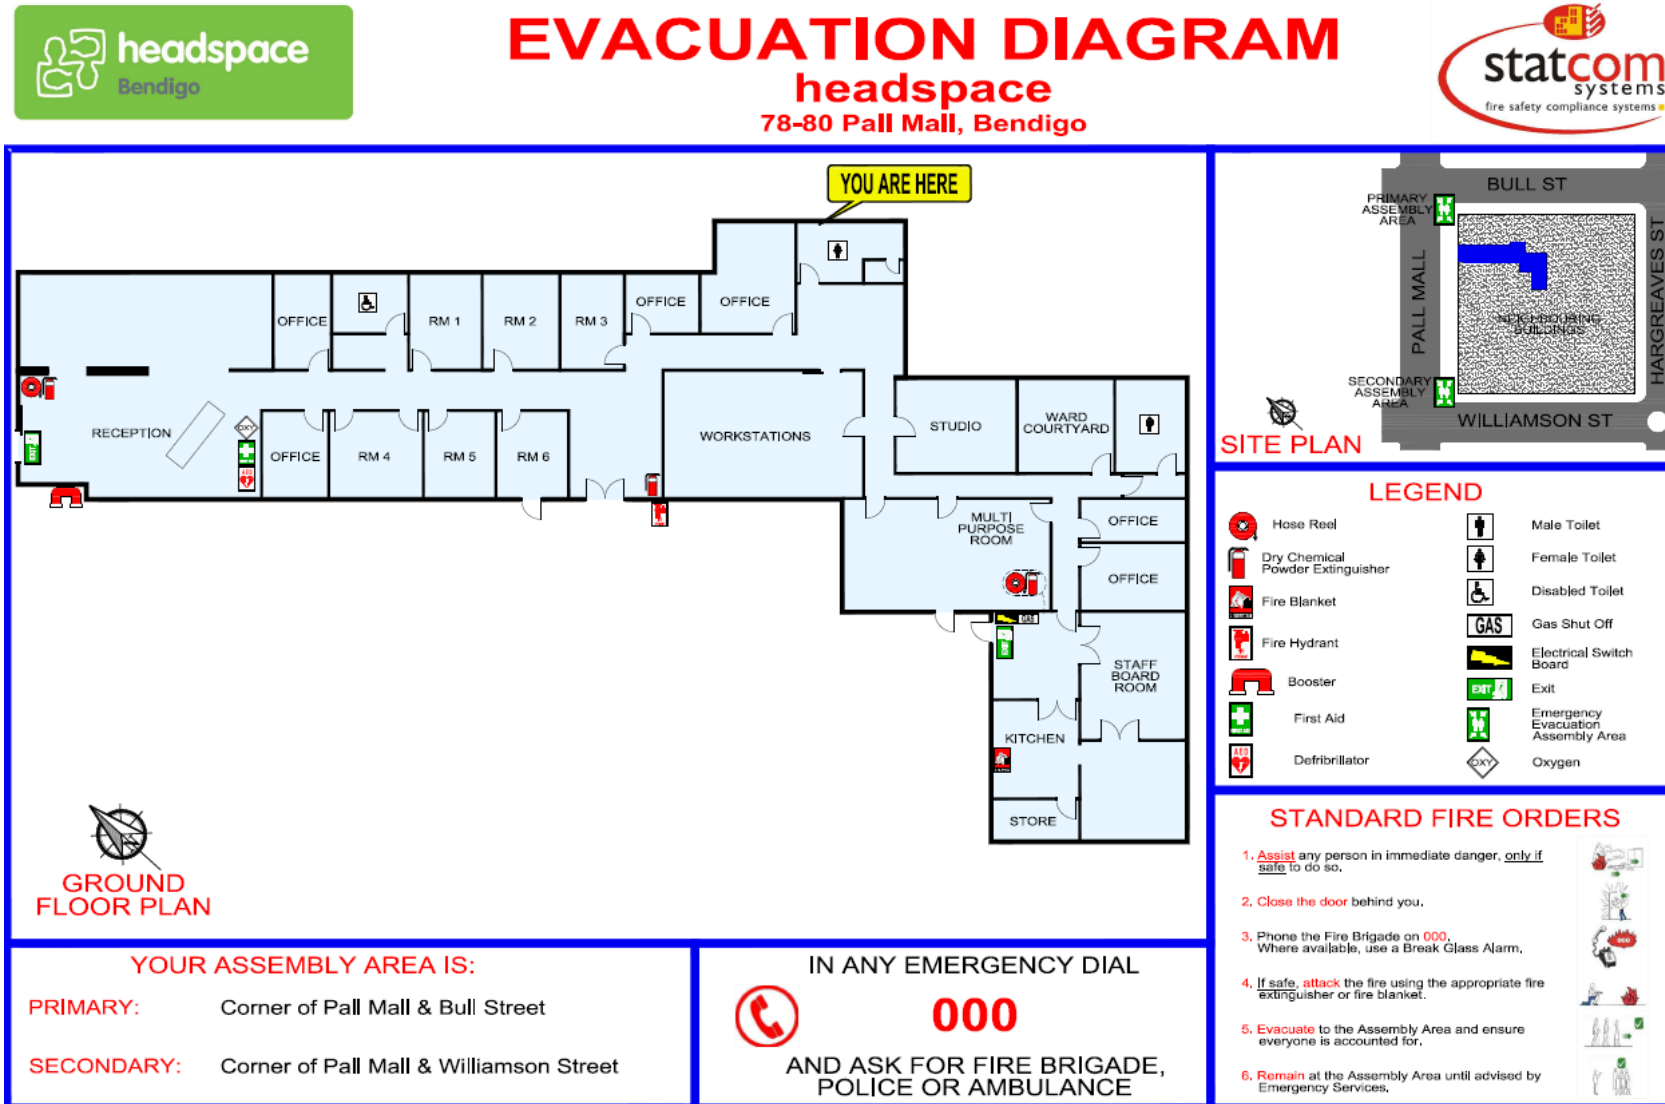 headspace
Bendigo
EVACUATION DIAGRAM
headspace
78-80 Pall Mall, Bendigo
statcom
systems
fire safety compliance systems
YOU ARE HERE
OFFICE
RM 1
RM 2
RM 3
OFFICE
OFFICE
RECEPTION
OXY
AED
EXIT
OFFICE
RM 4
RM 5
RM 6
WORKSTATIONS
STUDIO
WARD
COURTYARD
MULTI
PURPOSE
ROOM
OFFICE
OFFICE
GAS
EXIT
STAFF
BOARD
ROOM
KITCHEN
STORE
GROUND
FLOOR PLAN
BULL ST
PRIMARY
ASSEMBLY
AREA
PALL MALL
HARGREAVES ST
NEIGHBOURING
BUILDINGS
SECONDARY
ASSEMBLY
AREA
WILLIAMSON ST
SITE PLAN
LEGEND
Hose Reel
Dry Chemical
Powder Extinguisher
Fire Blanket
Fire Hydrant
Booster
First Aid
AED
Defribrillator
Male Toilet
Female Toilet
Disabled Toilet
GAS
Gas Shut Off
Electrical Switch
Board
EXIT
Exit
Emergency
Evacuation
Assembly Area
OXY
Oxygen
STANDARD FIRE ORDERS
1. Assist any person in immediate danger, only if
safe to do so.
2. Close the door behind you.
3. Phone the Fire Brigade on 000.
Where available, use a Break Glass Alarm.
000
4. If safe, attack the fire using the appropriate fire
extinguisher or fire blanket.
5. Evacuate to the Assembly Area and ensure
everyone is accounted for.
6. Remain at the Assembly Area until advised by
Emergency Services.
YOUR ASSEMBLY AREA IS:
PRIMARY: Corner of Pall Mall & Bull Street
SECONDARY: Corner of Pall Mall & Williamson Street
IN ANY EMERGENCY DIAL
000
AND ASK FOR FIRE BRIGADE,
POLICE OR AMBULANCE